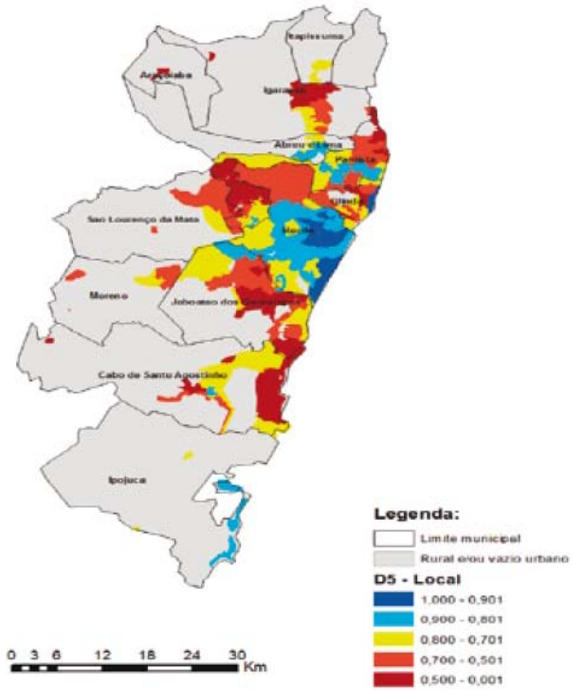 Itapissuma
Araçoiaba
Igarassu
Abreu e Lima
Paulista
Olinda
Sao Lourenço da Mata
Recife
Moreno
Jaboatao dos Guararapes
Cabo de Santo Agostinho
Ipojuca
Legenda:
Limite municipal
Rural e/ou vazio urbano
D5 - Local
1,000 - 0,901
0,900 - 0,801
0,800 - 0,701
0,700 - 0,501
0,500 - 0,001
0 3 6 12 18 24 30
Km